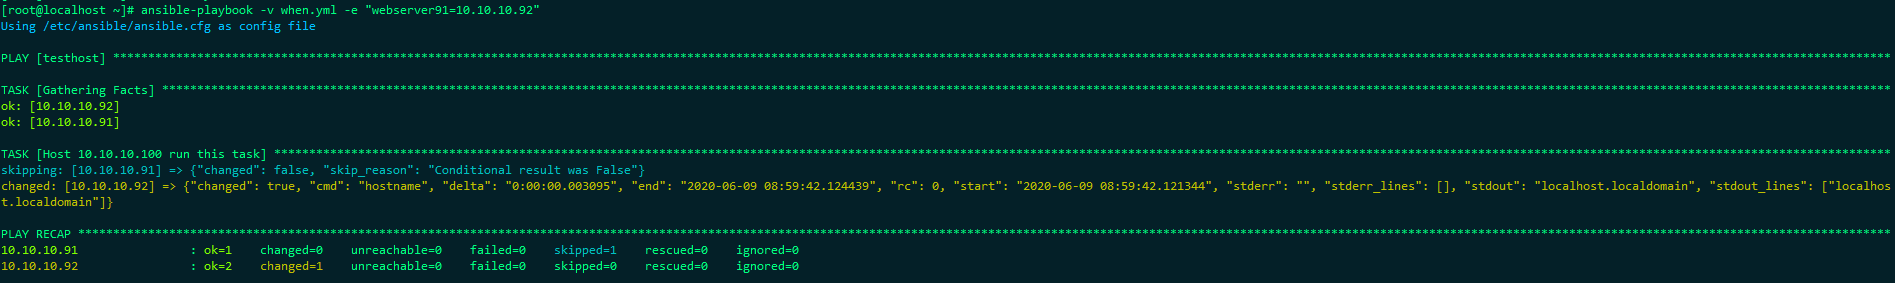 [root@localhost ~]# ansible-playbook -v when.yml -e "webserver91=10.10.10.92"
Using /etc/ansible/ansible.cfg as config file
PLAY [testhost] ****************************************************************************************************************************************************************************************************************************************************************
TASK [Gathering Facts] *********************************************************************************************************************************************************************************************************************************************************
ok: [10.10.10.92]
ok: [10.10.10.91]
TASK [Host 10.10.10.100 run this task] *****************************************************************************************************************************************************************************************************************************************
skipping: [10.10.10.91] => {"changed": false, "skip_reason": "Conditional result was False"}
changed: [10.10.10.92] => {"changed": true, "cmd": "hostname", "delta": "0:00:00.003095", "end": "2020-06-09 08:59:42.124439", "rc": 0, "start": "2020-06-09 08:59:42.121344", "stderr": "", "stderr_lines": [], "stdout": "localhost.localdomain", "stdout_lines": ["localhos
t.localdomain"]}
PLAY RECAP *********************************************************************************************************************************************************************************************************************************************************************
10.10.10.91 : ok=1 changed=0 unreachable=0 failed=0 skipped=1 rescued=0 ignored=0
10.10.10.92 : ok=2 changed=1 unreachable=0 failed=0 skipped=0 rescued=0 ignored=0